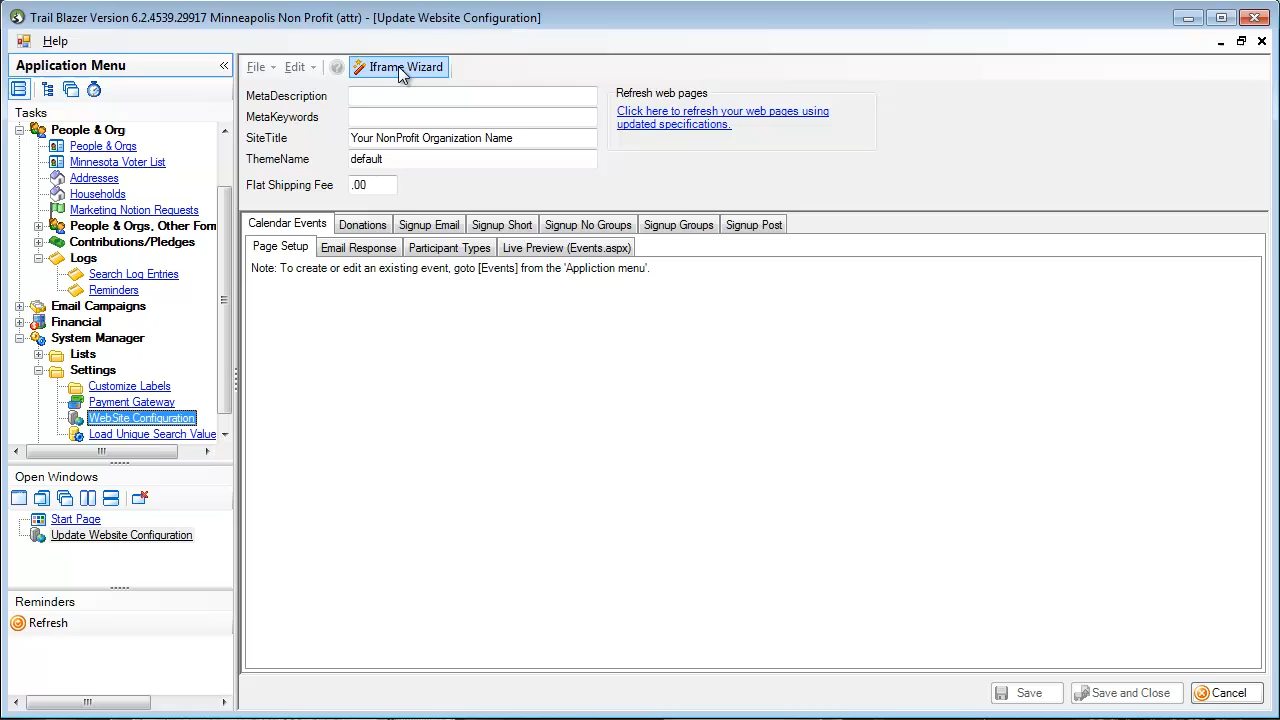 Trail Blazer Version 6.2.4539.29917 Minneapolis Non Profit (attr) - [Update Website Configuration]
Help
Application Menu
File
Edit
Iframe Wizard
Tasks
People & Org
People & Orgs
Minnesota Voter List
Addresses
Households
Marketing Notion Requests
People & Orgs, Other Forn
Contributions/Pledges
Logs
Search Log Entries
Reminders
Email Campaigns
Financial
System Manager
Lists
Settings
Customize Labels
Payment Gateway
WebSite Configuration
Load Unique Search Value
Open Windows
Start Page
Update Website Configuration
Reminders
Refresh
MetaDescription
MetaKeywords
SiteTitle Your NonProfit Organization Name
ThemeName default
Flat Shipping Fee .00
Refresh web pages
Click here to refresh your web pages using
updated specifications.
Calendar Events Donations Signup Email Signup Short Signup No Groups Signup Groups Signup Post
Page Setup Email Response Participant Types Live Preview (Events.aspx)
Note: To create or edit an existing event, goto [Events] from the 'Appliction menu'.
Save Save and Close Cancel